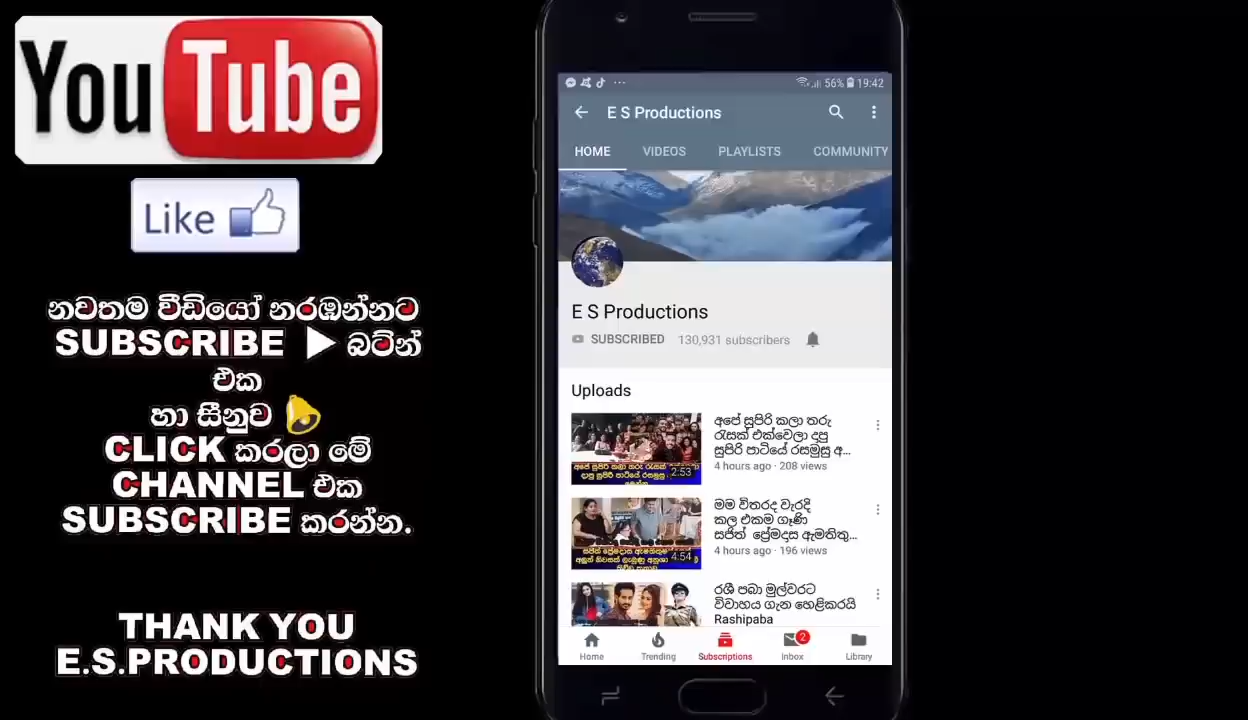 YouTube
Like
නවතම වීඩියෝ නරඹන්නට
SUBSCRIBE ▶ බටින්
එක
හා සීනුව 🔔
CLICK කරලා මේ
CHANNEL එක
SUBSCRIBE කරන්න.
THANK YOU
E.S.PRODUCTIONS
56% 19:42
E S Productions
HOME VIDEOS PLAYLISTS COMMUNITY
E S Productions
SUBSCRIBED 130,931 subscribers
Uploads
අපේ සුපිරි කලා තරු
රැසක් එක්වෙලා දාපු
සුපිරි පාටියේ රසමුසු අ...
4 hours ago · 208 views
2:53
මම විතරද වැරදි
කල එකම ගෑණි
සජිත් ප්‍රේමදාස ඇමතිතු...
4 hours ago · 196 views
4:54
රශී පබා මුල්වරට
විවාහය ගැන හෙළිකරයි
Rashipaba
Home Trending Subscriptions Inbox 2 Library